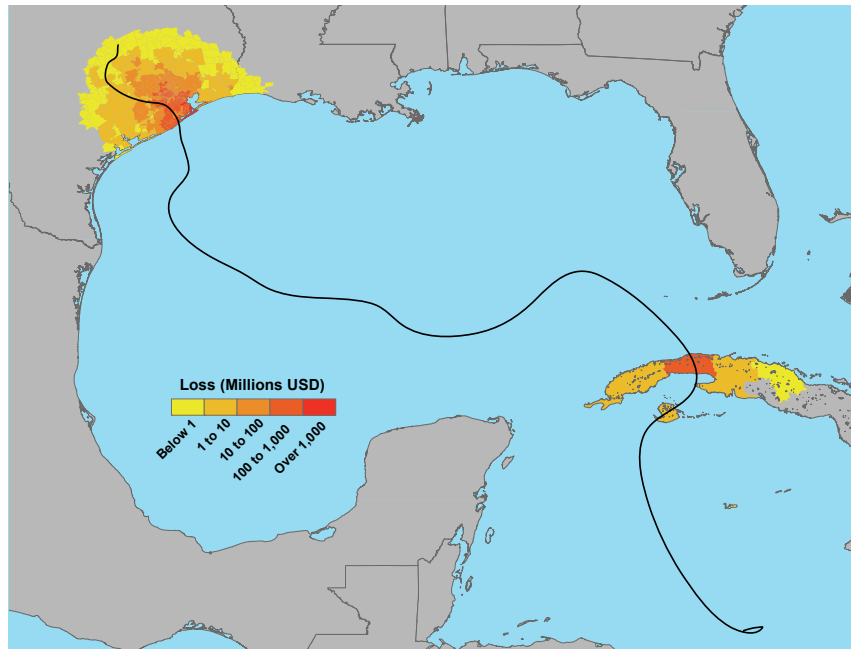 Loss (Millions USD)
Below 1
1 to 10
10 to 100
100 to 1,000
Over 1,000